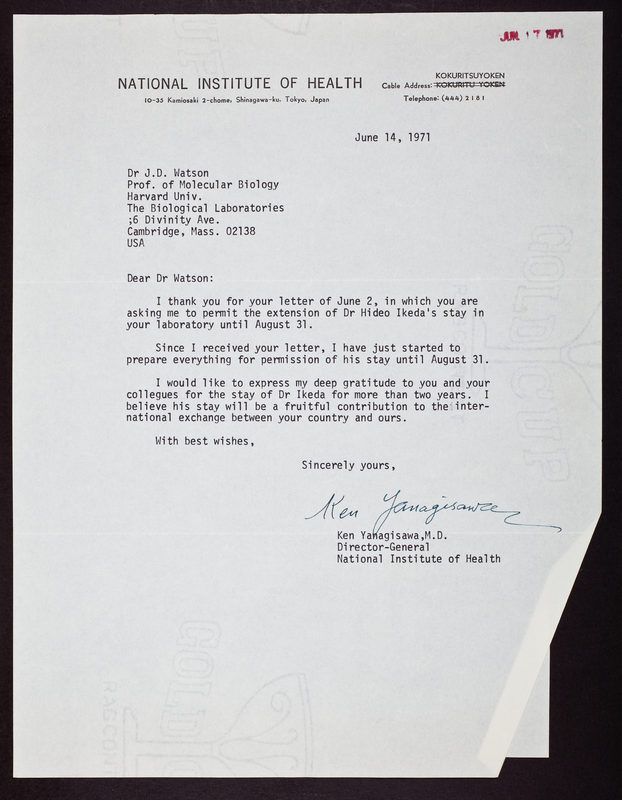 JUN 17 1971
NATIONAL INSTITUTE OF HEALTH
KOKURITSUYOKEN
Cable Address: KOKURITU YOKEN
10-35 Kamiosaki 2-chome, Shinagawa-ku, Tokyo, Japan
Telephone: (444) 2181
June 14, 1971
Dr J.D. Watson
Prof. of Molecular Biology
Harvard Univ.
The Biological Laboratories
;6 Divinity Ave.
Cambridge, Mass. 02138
USA
Dear Dr Watson:
I thank you for your letter of June 2, in which you are
asking me to permit the extension of Dr Hideo Ikeda's stay in
your laboratory until August 31.
Since I received your letter, I have just started to
prepare everything for permission of his stay until August 31.
I would like to express my deep gratitude to you and your
collegues for the stay of Dr Ikeda for more than two years. I
believe his stay will be a fruitful contribution to the inter-
national exchange between your country and ours.
With best wishes,
Sincerely yours,
Ken Yanagisawa
Ken Yanagisawa,M.D.
Director-General
National Institute of Health
GOLD CUP
GOLD C